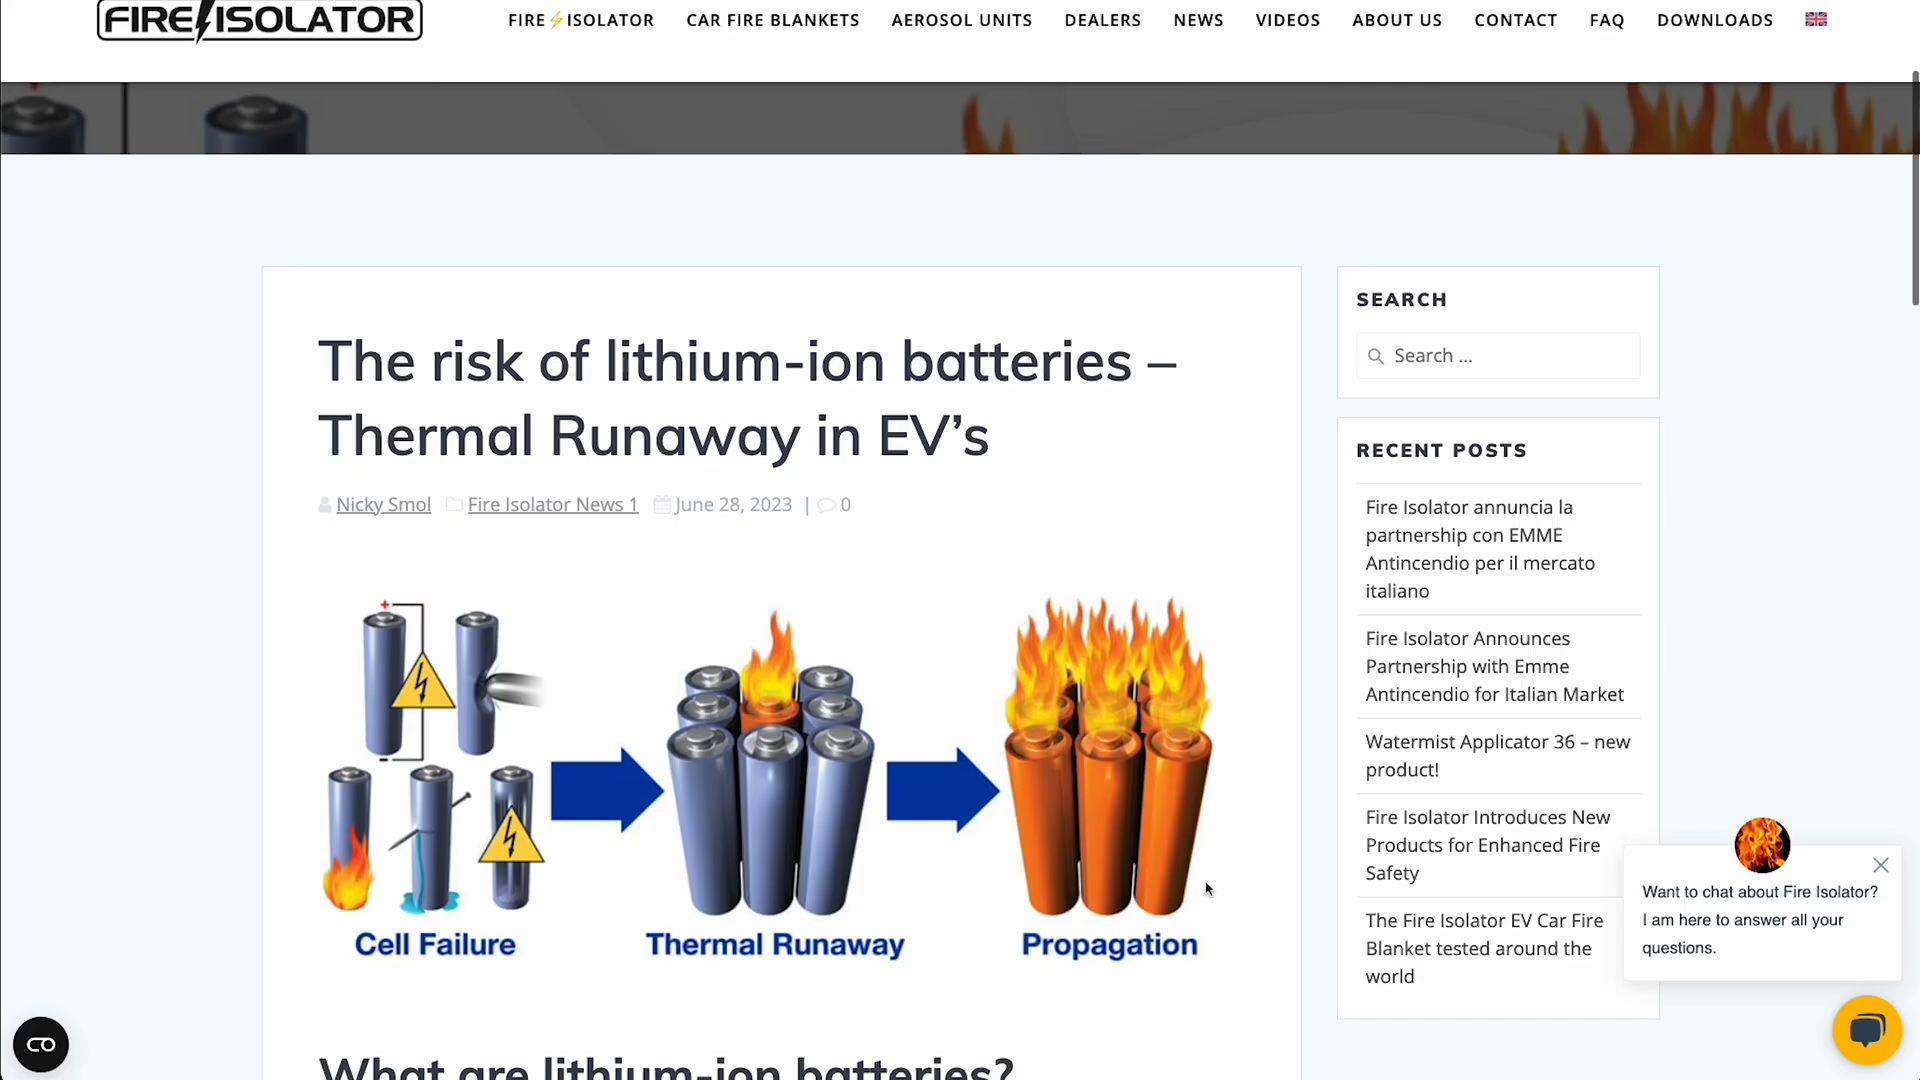 FIRE ISOLATOR
FIRE⚡ISOLATOR
CAR FIRE BLANKETS
AEROSOL UNITS
DEALERS
NEWS
VIDEOS
ABOUT US
CONTACT
FAQ
DOWNLOADS
The risk of lithium-ion batteries –
Thermal Runaway in EV’s
Nicky Smol Fire Isolator News 1 June 28, 2023 | 0
Cell Failure
Thermal Runaway
Propagation
What are lithium-ion batteries?
SEARCH
Search ...
RECENT POSTS
Fire Isolator annuncia la
partnership con EMME
Antincendio per il mercato
italiano
Fire Isolator Announces
Partnership with Emme
Antincendio for Italian Market
Watermist Applicator 36 – new
product!
Fire Isolator Introduces New
Products for Enhanced Fire
Safety
The Fire Isolator EV Car Fire
Blanket tested around the
world
Want to chat about Fire Isolator?
I am here to answer all your
questions.